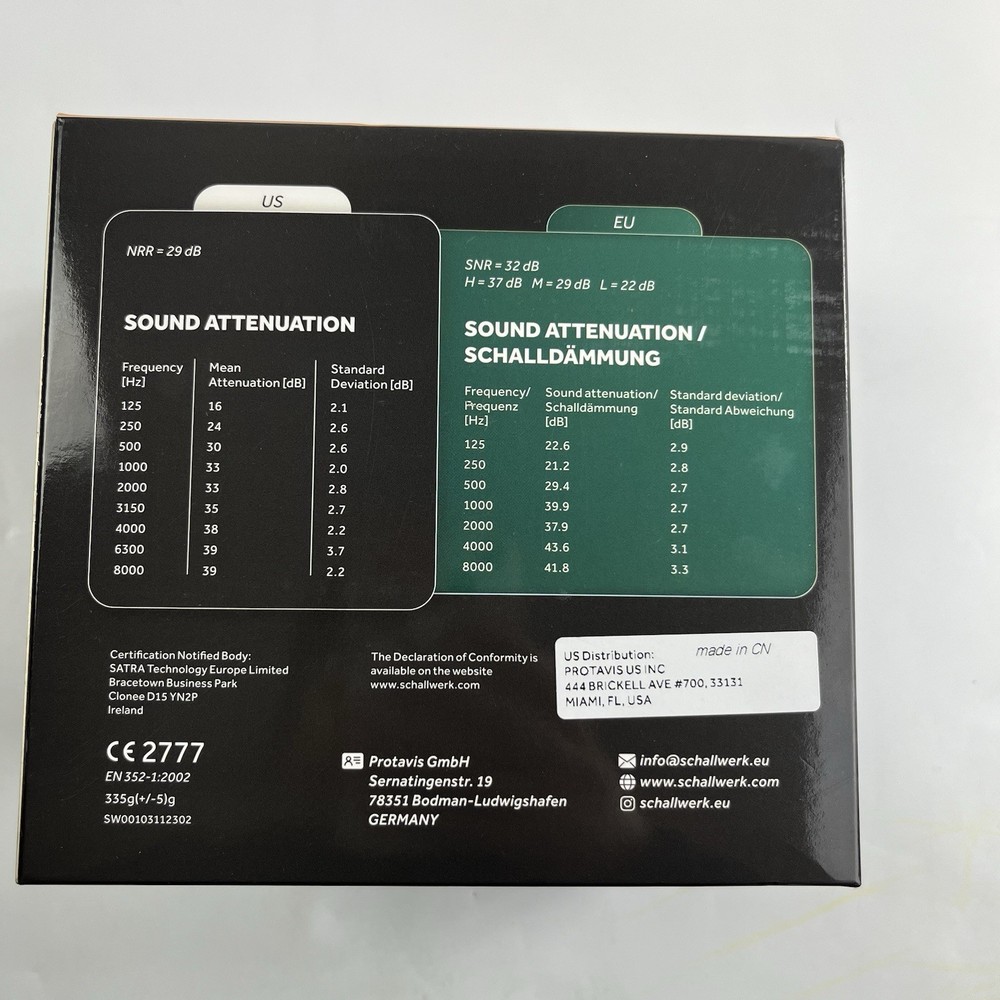 US
NRR = 29 dB
SOUND ATTENUATION
Frequency [Hz] Mean Attenuation [dB] Standard Deviation [dB]
125 16 2.1
250 24 2.6
500 30 2.6
1000 33 2.0
2000 33 2.8
3150 35 2.7
4000 38 2.2
6300 39 3.7
8000 39 2.2
EU
SNR = 32 dB
H = 37 dB M = 29 dB L = 22 dB
SOUND ATTENUATION /
SCHALLDÄMMUNG
Frequency/ Frequenz [Hz] Sound attenuation/ Schalldämmung [dB] Standard deviation/ Standard Abweichung [dB]
125 22.6 2.9
250 21.2 2.8
500 29.4 2.7
1000 39.9 2.7
2000 37.9 2.7
4000 43.6 3.1
8000 41.8 3.3
Certification Notified Body:
SATRA Technology Europe Limited
Bracetown Business Park
Clonee D15 YN2P
Ireland
The Declaration of Conformity is
available on the website
www.schallwerk.com
US Distribution: made in CN
PROTAVIS US INC
444 BRICKELL AVE #700, 33131
MIAMI, FL, USA
CE 2777
EN 352-1:2002
335g(+/-5)g
SW00103112302
Protavis GmbH
Sernatingenstr. 19
78351 Bodman-Ludwigshafen
GERMANY
info@schallwerk.eu
www.schallwerk.com
schallwerk.eu